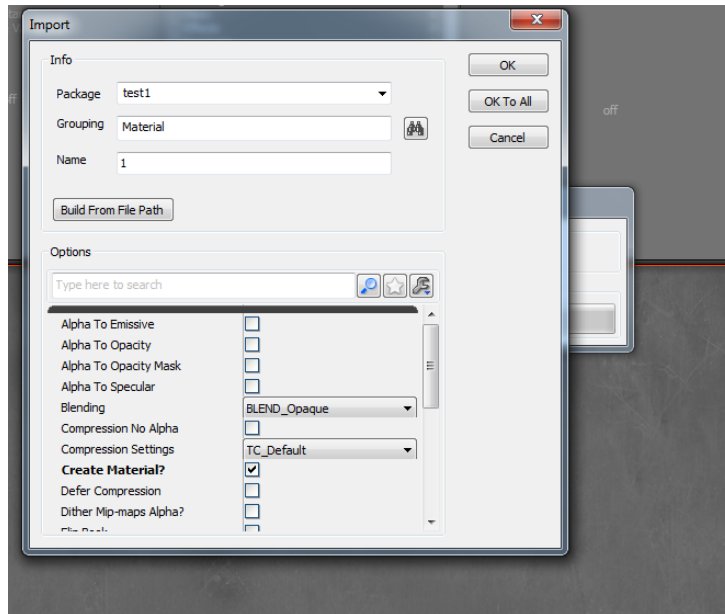 Import
Info
Package test1
Grouping Material
Name 1
Build From File Path
OK
OK To All
Cancel
off
Options
Type here to search
Alpha To Emissive
Alpha To Opacity
Alpha To Opacity Mask
Alpha To Specular
Blending BLEND_Opaque
Compression No Alpha
Compression Settings TC_Default
Create Material?
Defer Compression
Dither Mip-maps Alpha?